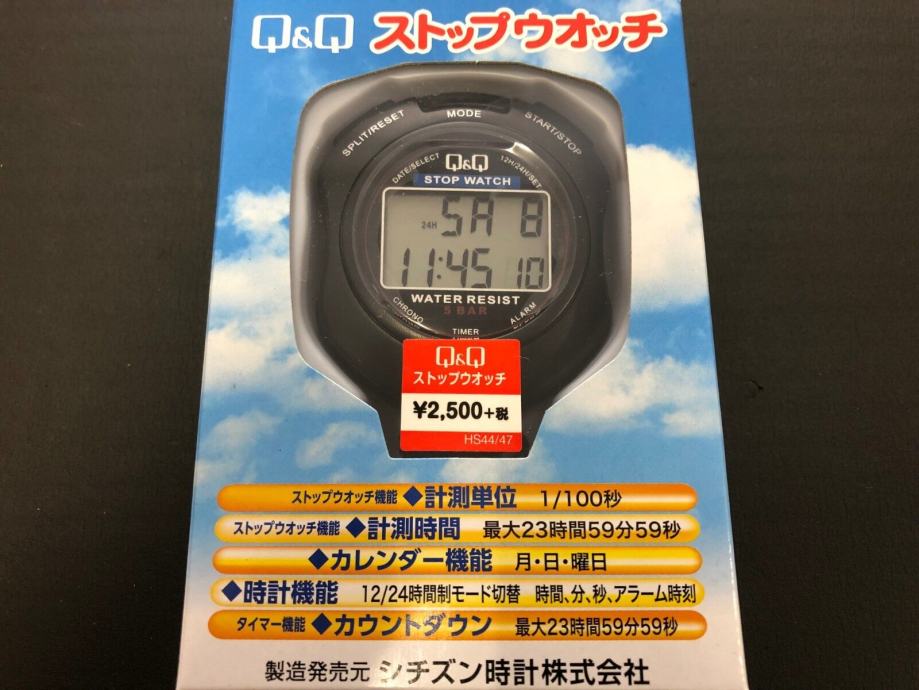 Q&Q ストップウオッチ
SPLIT/RESET MODE START/STOP
DATE/SELECT Q&Q 12H/24H/SET
STOP WATCH
24H SA 8
11:45 10
WATER RESIST
5 BAR
CHRONO ALARM
TIMER
Q&Q
ストップウオッチ
¥2,500+税
HS44/47
ストップウオッチ機能 ◆計測単位 1/100秒
ストップウオッチ機能 ◆計測時間 最大23時間59分59秒
◆カレンダー機能 月・日・曜日
◆時計機能 12/24時間制モード切替 時間、分、秒、アラーム時刻
タイマー機能 ◆カウントダウン 最大23時間59分59秒
製造発売元 シチズン時計株式会社